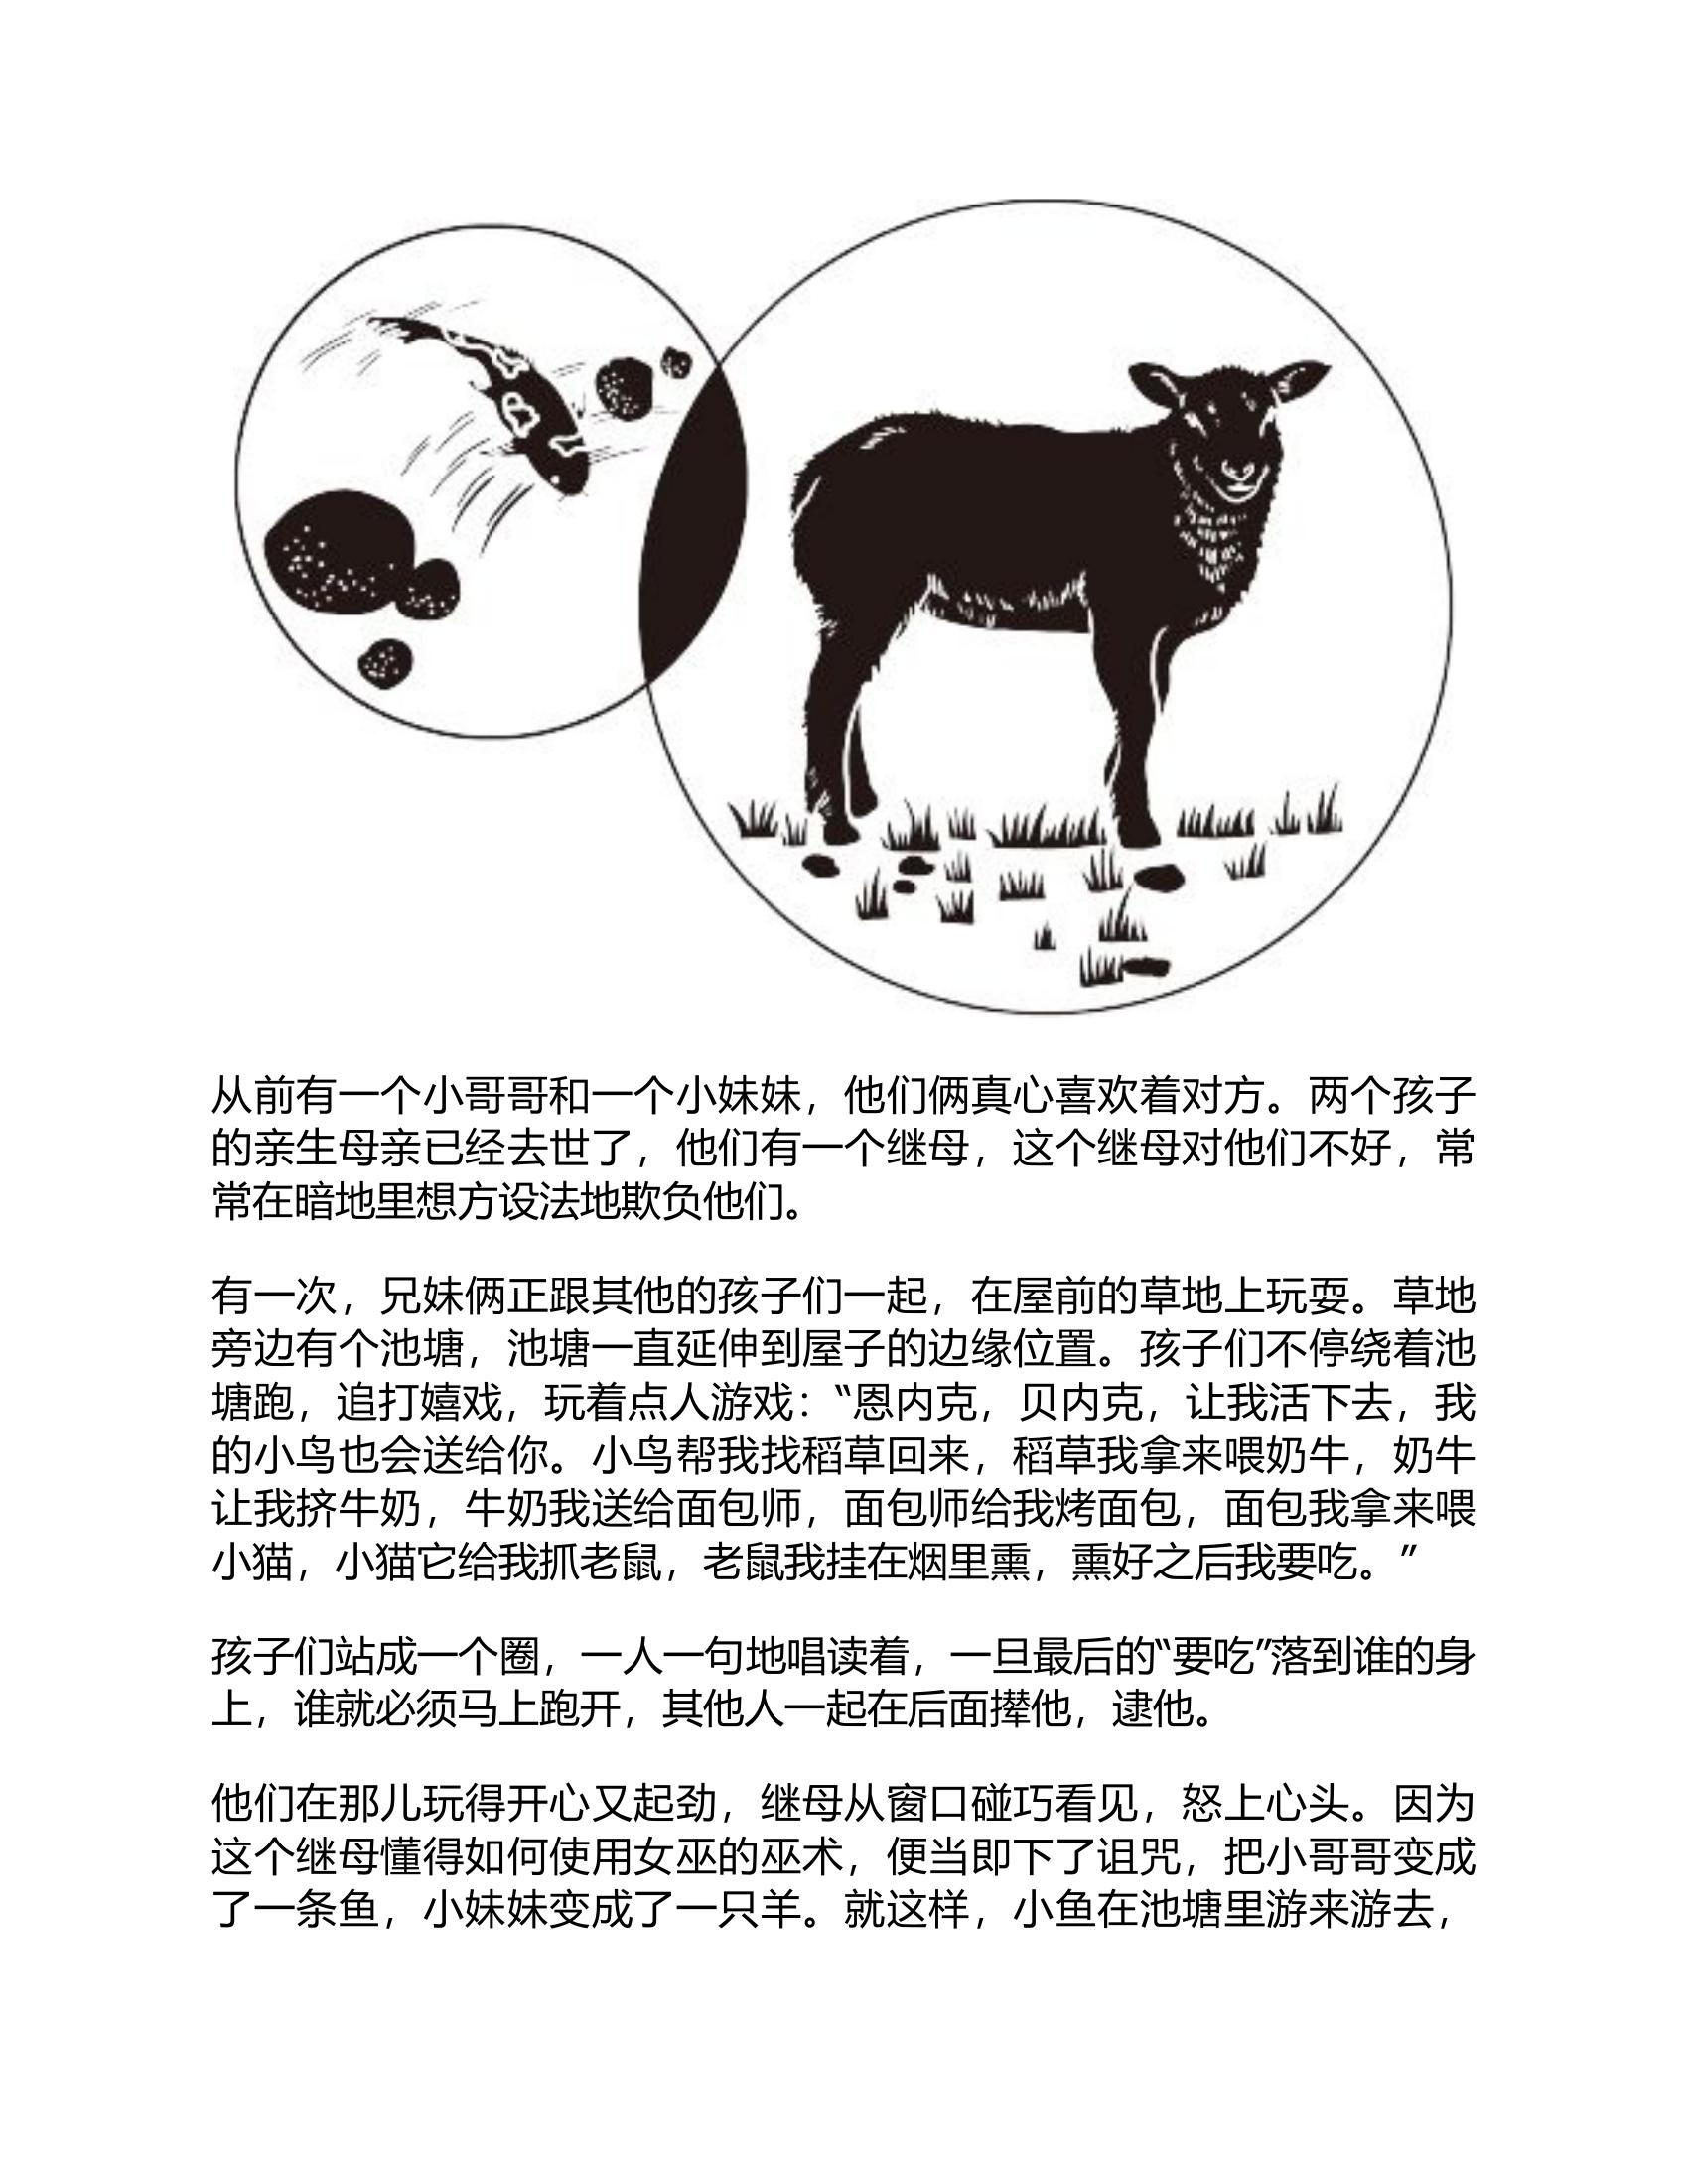 从前有一个小哥哥和一个小妹妹，他们俩真心喜欢着对方。两个孩子
的亲生母亲已经去世了，他们有一个继母，这个继母对他们不好，常
常在暗地里想方设法地欺负他们。
有一次，兄妹俩正跟其他的孩子们一起，在屋前的草地上玩耍。草地
旁边有个池塘，池塘一直延伸到屋子的边缘位置。孩子们不停绕着池
塘跑，追打嬉戏，玩着点人游戏：“恩内克，贝内克，让我活下去，我
的小鸟也会送给你。小鸟帮我找稻草回来，稻草我拿来喂奶牛，奶牛
让我挤牛奶，牛奶我送给面包师，面包师给我烤面包，面包我拿来喂
小猫，小猫它给我抓老鼠，老鼠我挂在烟里熏，熏好之后我要吃。”
孩子们站成一个圈，一人一句地唱读着，一旦最后的“要吃”落到谁的身
上，谁就必须马上跑开，其他人一起在后面撵他，逮他。
他们在那儿玩得开心又起劲，继母从窗口碰巧看见，怒上心头。因为
这个继母懂得如何使用女巫的巫术，便当即下了诅咒，把小哥哥变成
了一条鱼，小妹妹变成了一只羊。就这样，小鱼在池塘里游来游去，